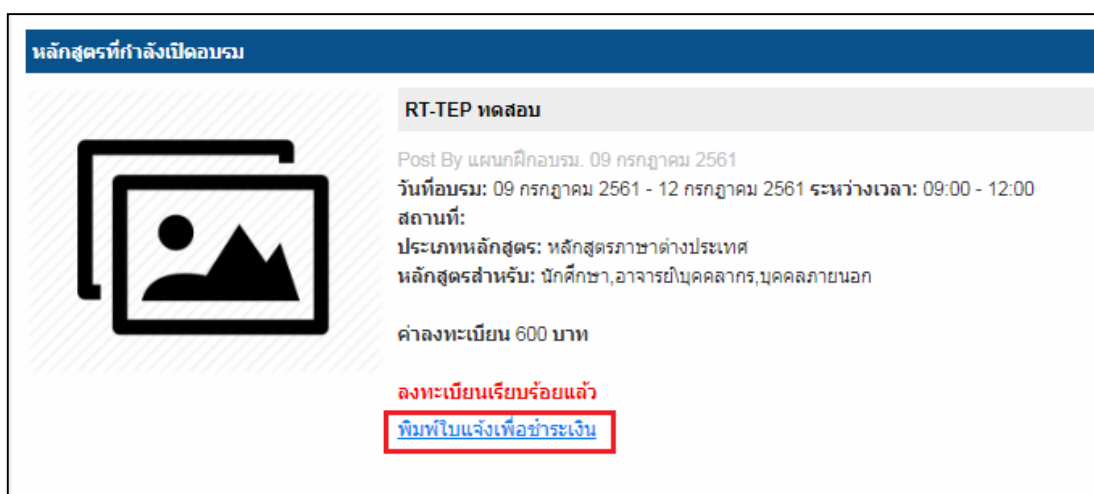 หลักสูตรที่กำลังเปิดอบรม
RT-TEP ทดสอบ
Post By แผนกฝึกอบรม. 09 กรกฎาคม 2561
วันที่อบรม: 09 กรกฎาคม 2561 - 12 กรกฎาคม 2561 ระหว่างเวลา: 09:00 - 12:00
สถานที่:
ประเภทหลักสูตร: หลักสูตรภาษาต่างประเทศ
หลักสูตรสำหรับ: นักศึกษา,อาจารย์\บุคคลากร,บุคคลภายนอก
ค่าลงทะเบียน 600 บาท
ลงทะเบียนเรียบร้อยแล้ว
พิมพ์ใบแจ้งเพื่อชำระเงิน